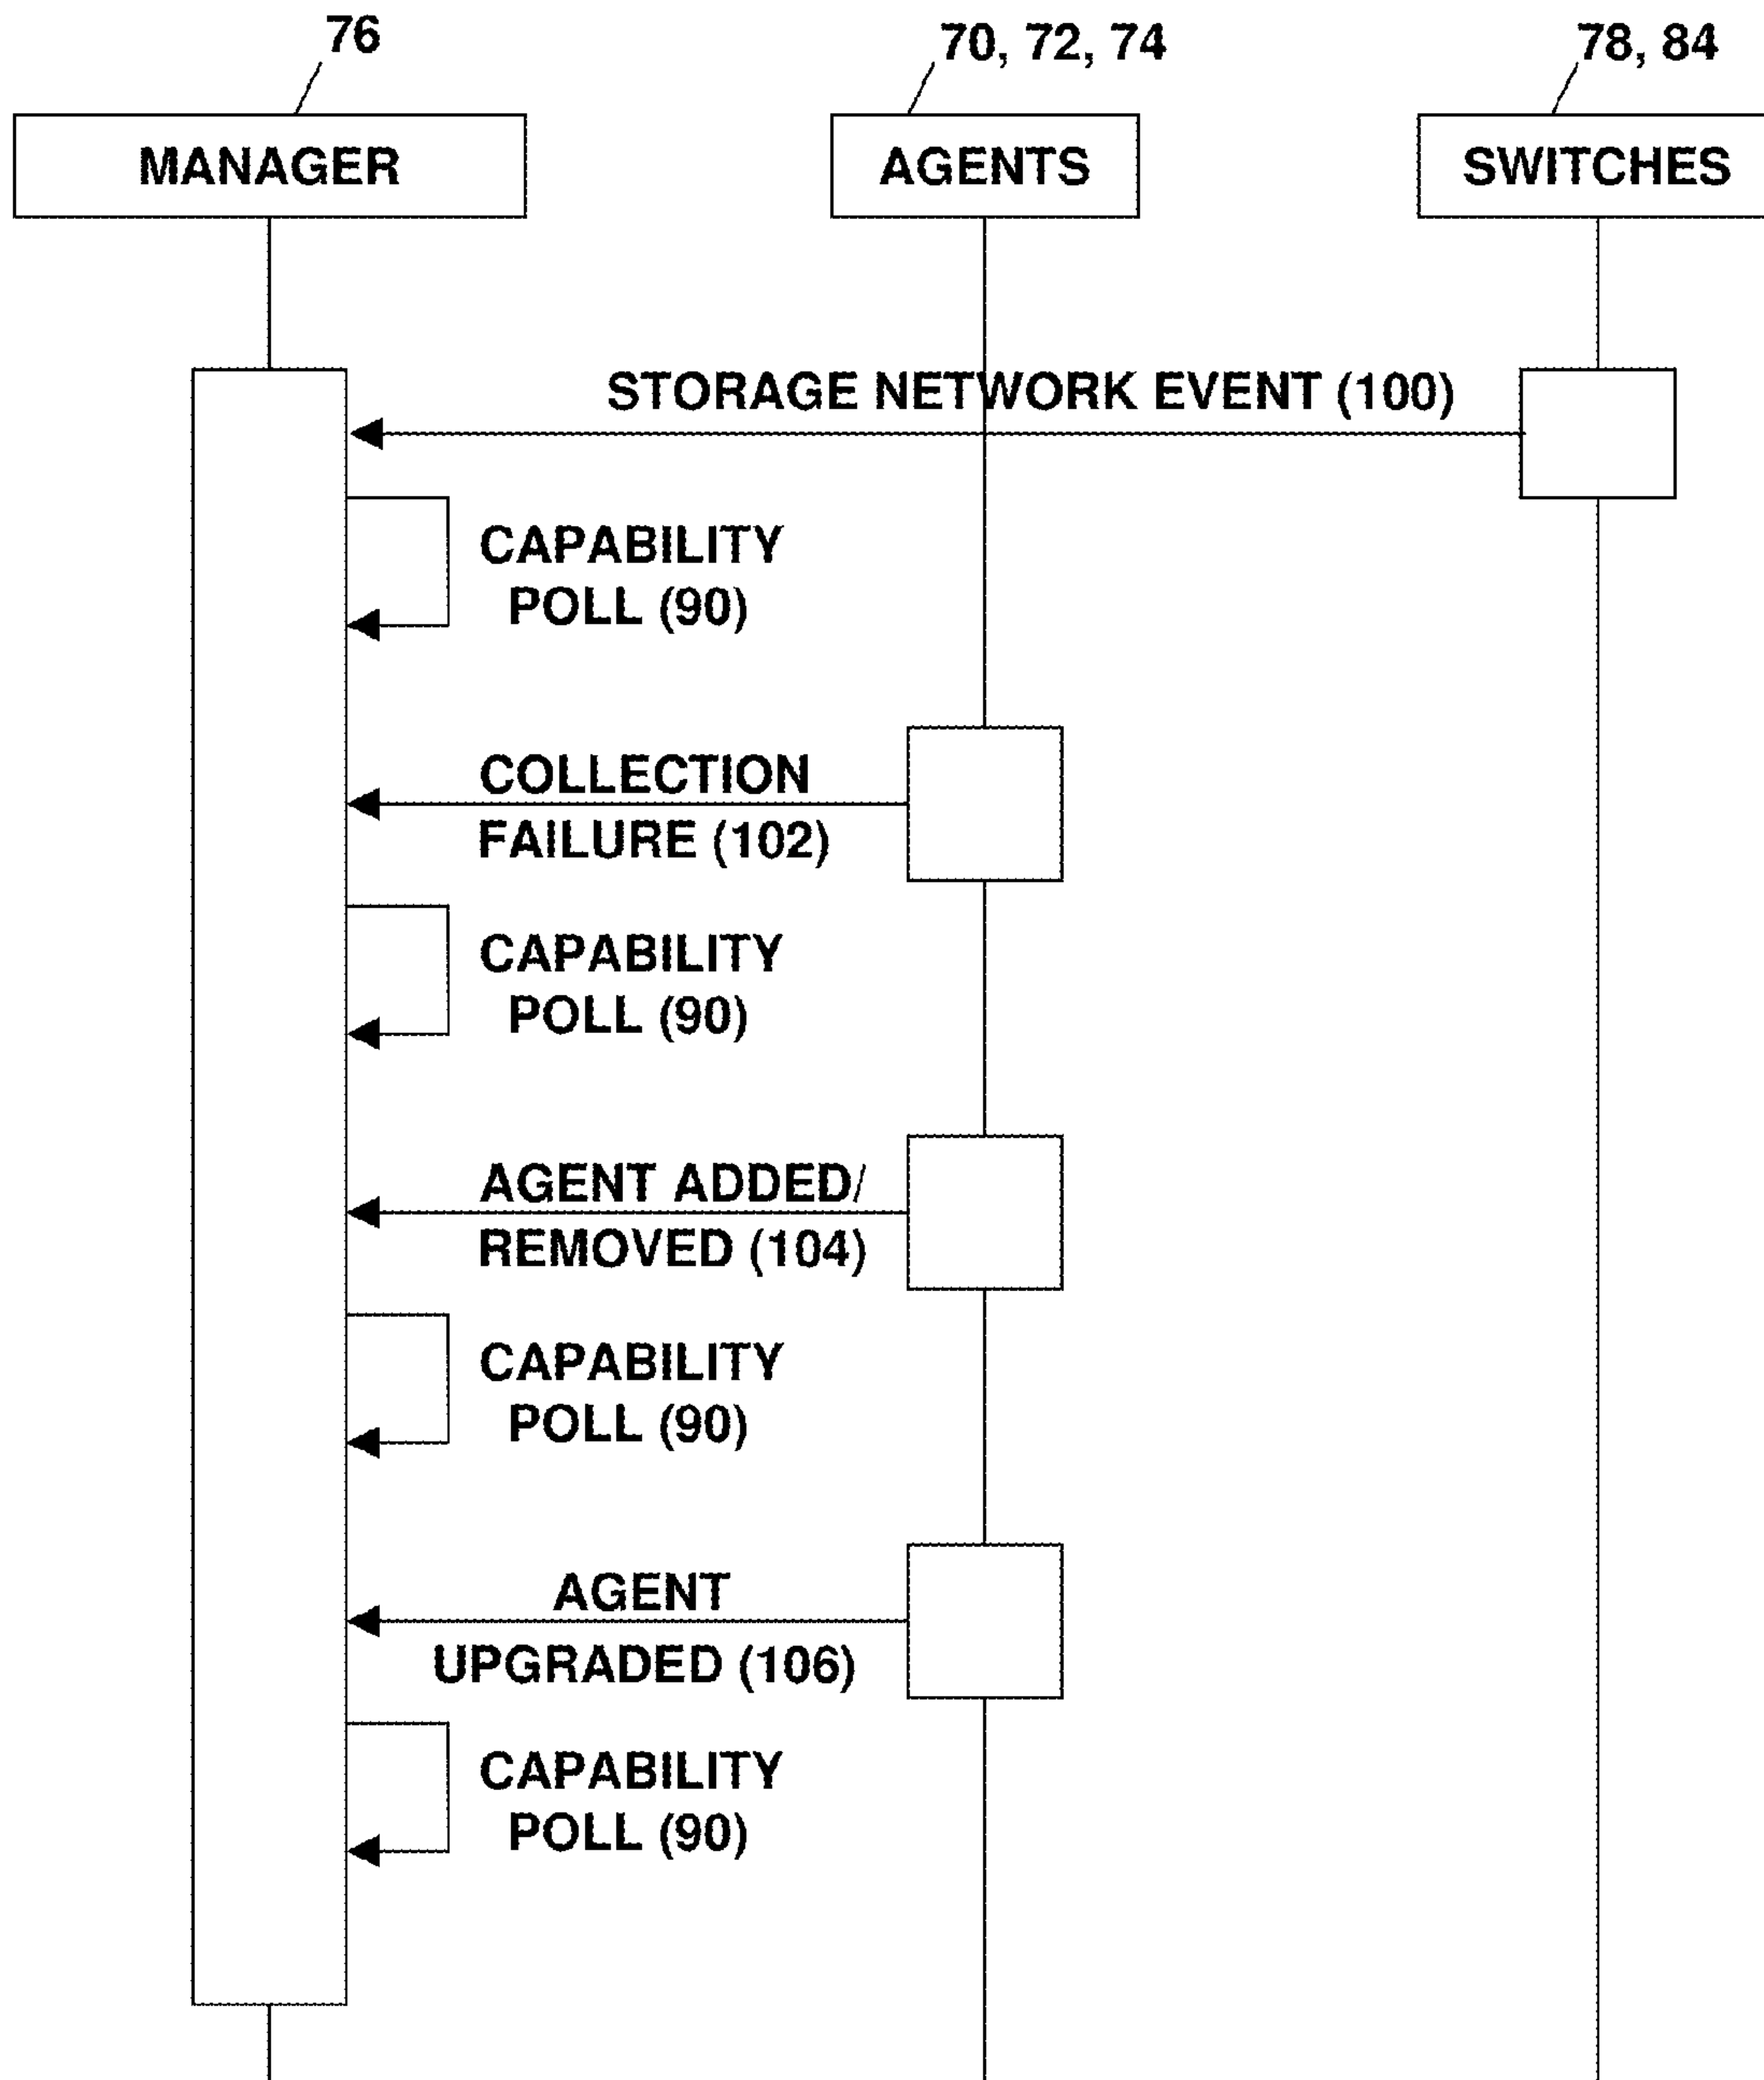 76
70, 72, 74
78, 84
MANAGER
AGENTS
SWITCHES
STORAGE NETWORK EVENT (100)
CAPABILITY
POLL (90)
COLLECTION
FAILURE (102)
CAPABILITY
POLL (90)
AGENT ADDED/
REMOVED (104)
CAPABILITY
POLL (90)
AGENT
UPGRADED (106)
CAPABILITY
POLL (90)